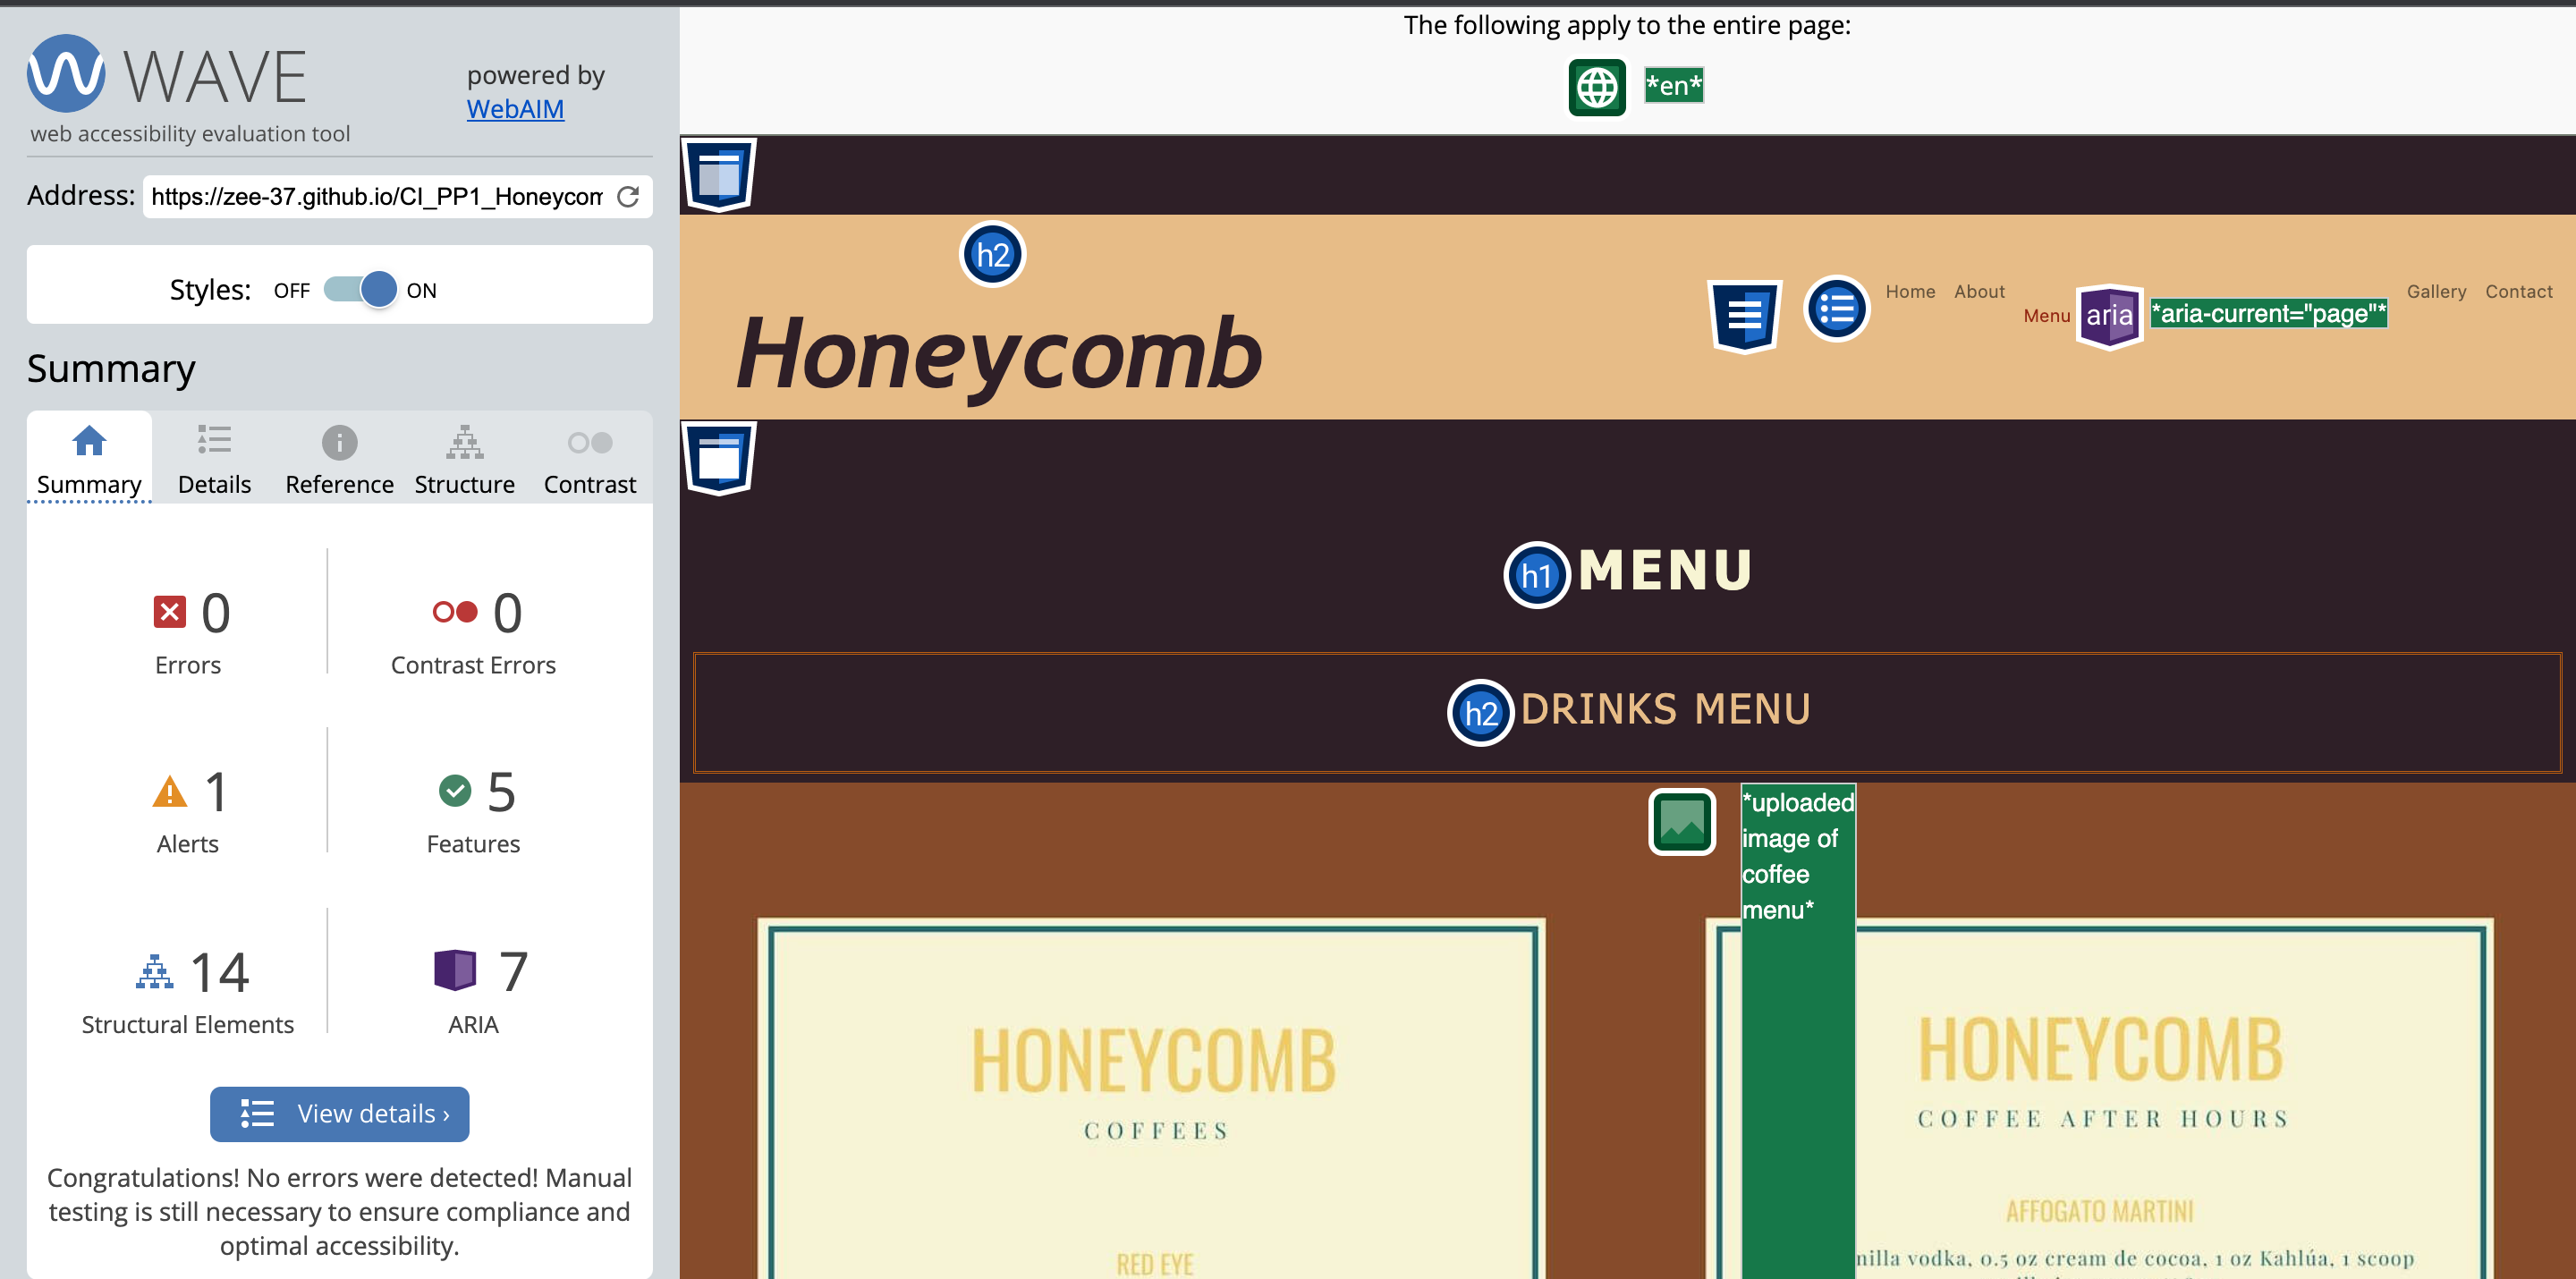 WAVE
powered by
WebAIM
web accessibility evaluation tool
Address: https://zee-37.github.io/CI_PP1_Honeycom
Styles: OFF ON
Summary
Summary Details Reference Structure Contrast
0 0
Errors Contrast Errors
1 5
Alerts Features
14 7
Structural Elements ARIA
View details ›
Congratulations! No errors were detected! Manual
testing is still necessary to ensure compliance and
optimal accessibility.
The following apply to the entire page:
*en*
h2
Honeycomb
Home About Menu aria *aria-current="page"* Gallery Contact
h1 MENU
h2 DRINKS MENU
*uploaded
image of
coffee
menu*
HONEYCOMB
COFFEES
RED EYE
HONEYCOMB
COFFEE AFTER HOURS
AFFOGATO MARTINI
vodka, 0.5 oz cream de cocoa, 1 oz Kahlúa, 1 scoop